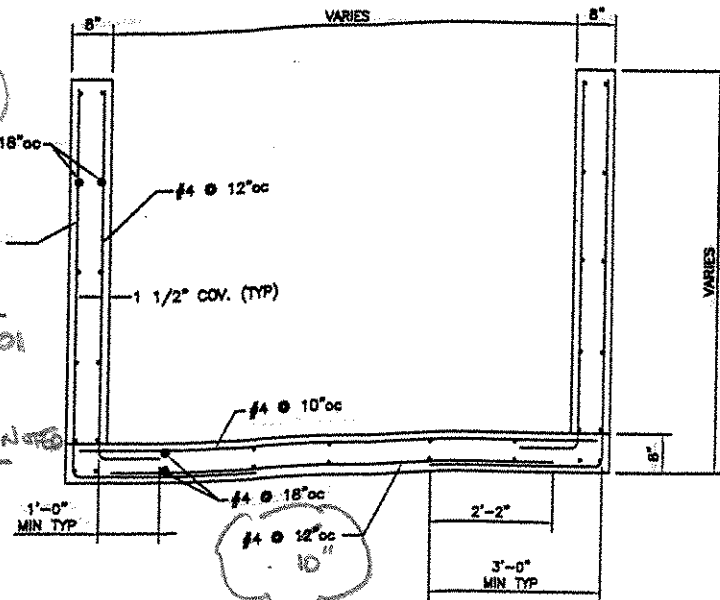 8"
VARIES
8"
18"oc
#4 @ 12"oc
VARIES
1 1/2" COV. (TYP)
#4 @ 10"oc
8"
#4 @ 18"oc
1'-0"
MIN TYP
2'-2"
#4 @ 12"oc
10"
3'-0"
MIN TYP